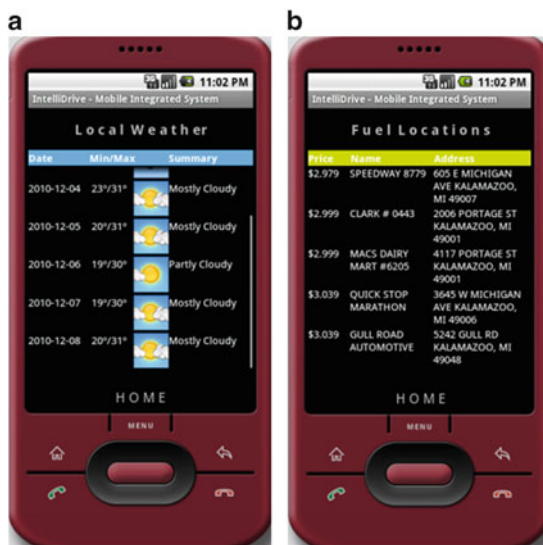 a
3G 11:02 PM
IntelliDrive - Mobile Integrated System
Local Weather
Date Min/Max Summary
2010-12-04 23°/31° Mostly Cloudy
2010-12-05 20°/31° Mostly Cloudy
2010-12-06 19°/30° Partly Cloudy
2010-12-07 19°/30° Mostly Cloudy
2010-12-08 20°/31° Mostly Cloudy
HOME
MENU
b
3G 11:02 PM
IntelliDrive - Mobile Integrated System
Fuel Locations
Price Name Address
$2.979 SPEEDWAY 8779 605 E MICHIGAN
AVE KALAMAZOO,
MI 49007
$2.999 CLARK # 0443 2006 PORTAGE ST
KALAMAZOO, MI
49001
$2.999 MACS DAIRY 4117 PORTAGE ST
MART #6205 KALAMAZOO, MI
49001
$3.039 QUICK STOP 3645 W MICHIGAN
MARATHON AVE KALAMAZOO,
MI 49006
$3.039 GULL ROAD 5242 GULL RD
AUTOMOTIVE KALAMAZOO, MI
49048
HOME
MENU